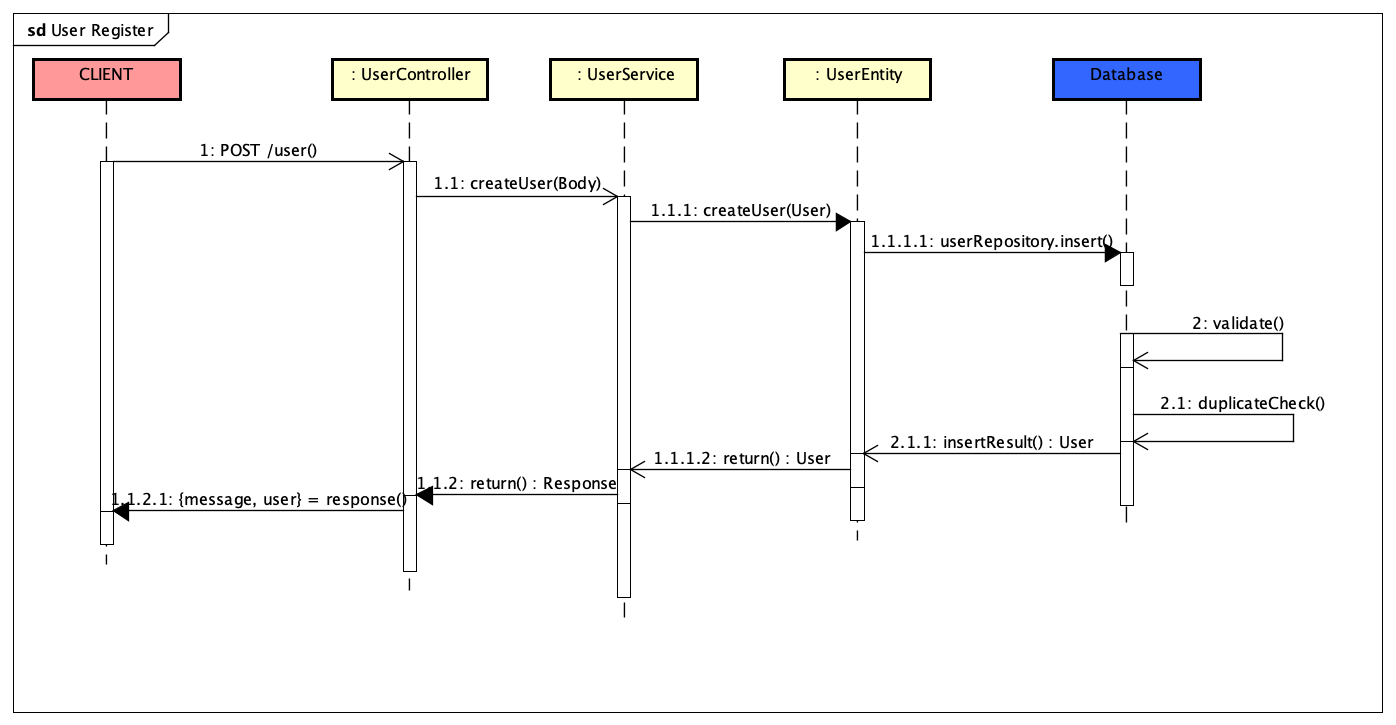 sd User Register
CLIENT
: UserController
: UserService
: UserEntity
Database
1: POST /user()
1.1: createUser(Body)
1.1.1: createUser(User)
1.1.1.1: userRepository.insert()
2: validate()
2.1: duplicateCheck()
2.1.1: insertResult() : User
1.1.1.2: return() : User
1.1.2: return() : Response
1.1.2.1: {message, user} = response()